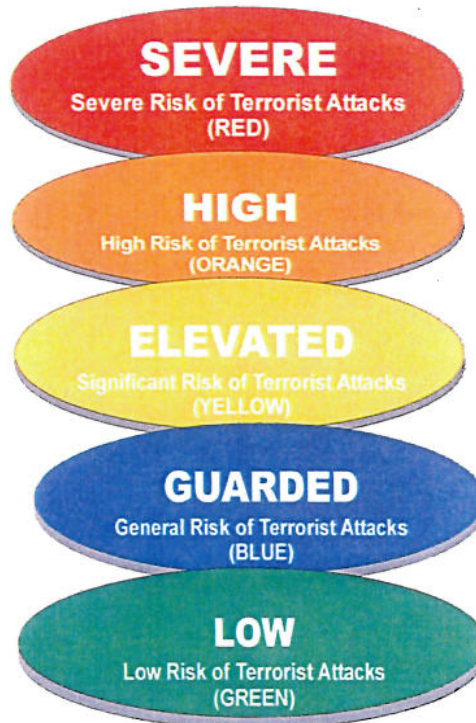 SEVERE
Severe Risk of Terrorist Attacks
(RED)
HIGH
High Risk of Terrorist Attacks
(ORANGE)
ELEVATED
Significant Risk of Terrorist Attacks
(YELLOW)
GUARDED
General Risk of Terrorist Attacks
(BLUE)
LOW
Low Risk of Terrorist Attacks
(GREEN)